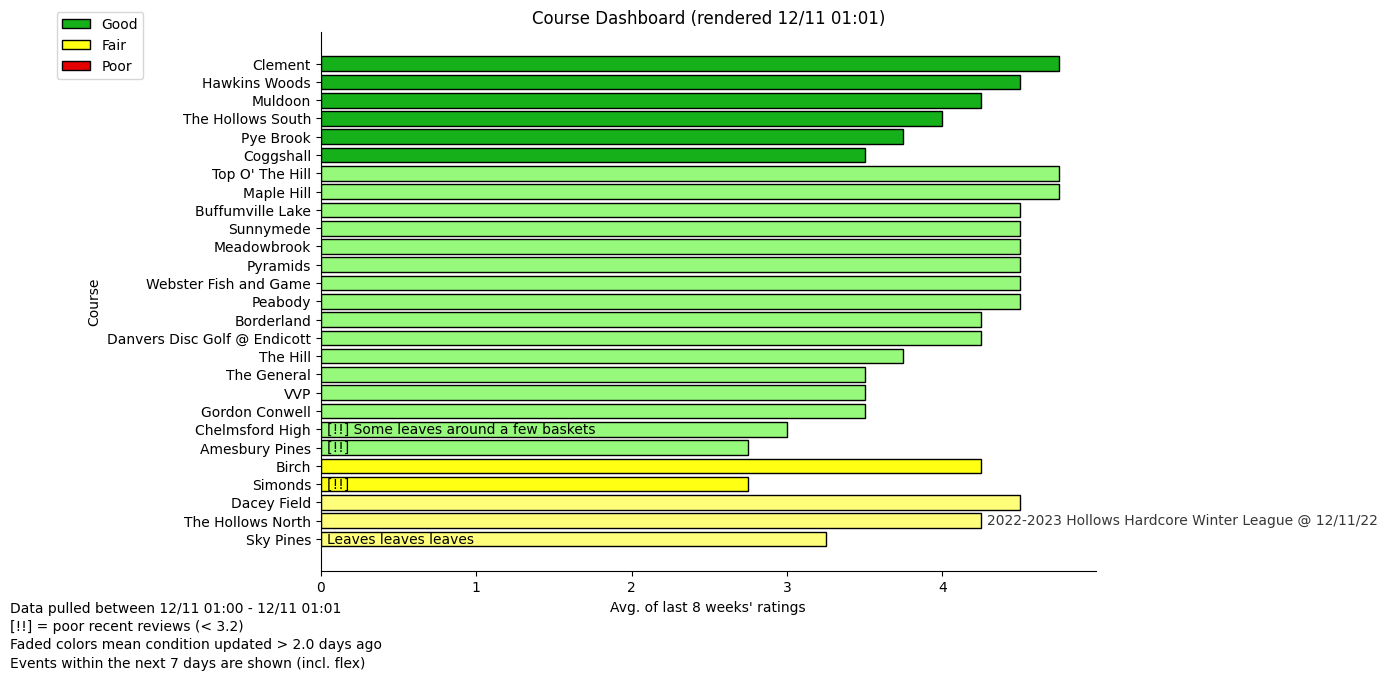 Course Dashboard (rendered 12/11 01:01)
Good
Fair
Poor
Course
Clement
Hawkins Woods
Muldoon
The Hollows South
Pye Brook
Coggshall
Top O' The Hill
Maple Hill
Buffumville Lake
Sunnymede
Meadowbrook
Pyramids
Webster Fish and Game
Peabody
Borderland
Danvers Disc Golf @ Endicott
The Hill
The General
VVP
Gordon Conwell
Chelmsford High [!!] Some leaves around a few baskets
Amesbury Pines [!!]
Birch
Simonds [!!]
Dacey Field
The Hollows North 2022-2023 Hollows Hardcore Winter League @ 12/11/22
Sky Pines Leaves leaves leaves
0 1 2 3 4
Avg. of last 8 weeks' ratings
Data pulled between 12/11 01:00 - 12/11 01:01
[!!] = poor recent reviews (< 3.2)
Faded colors mean condition updated > 2.0 days ago
Events within the next 7 days are shown (incl. flex)